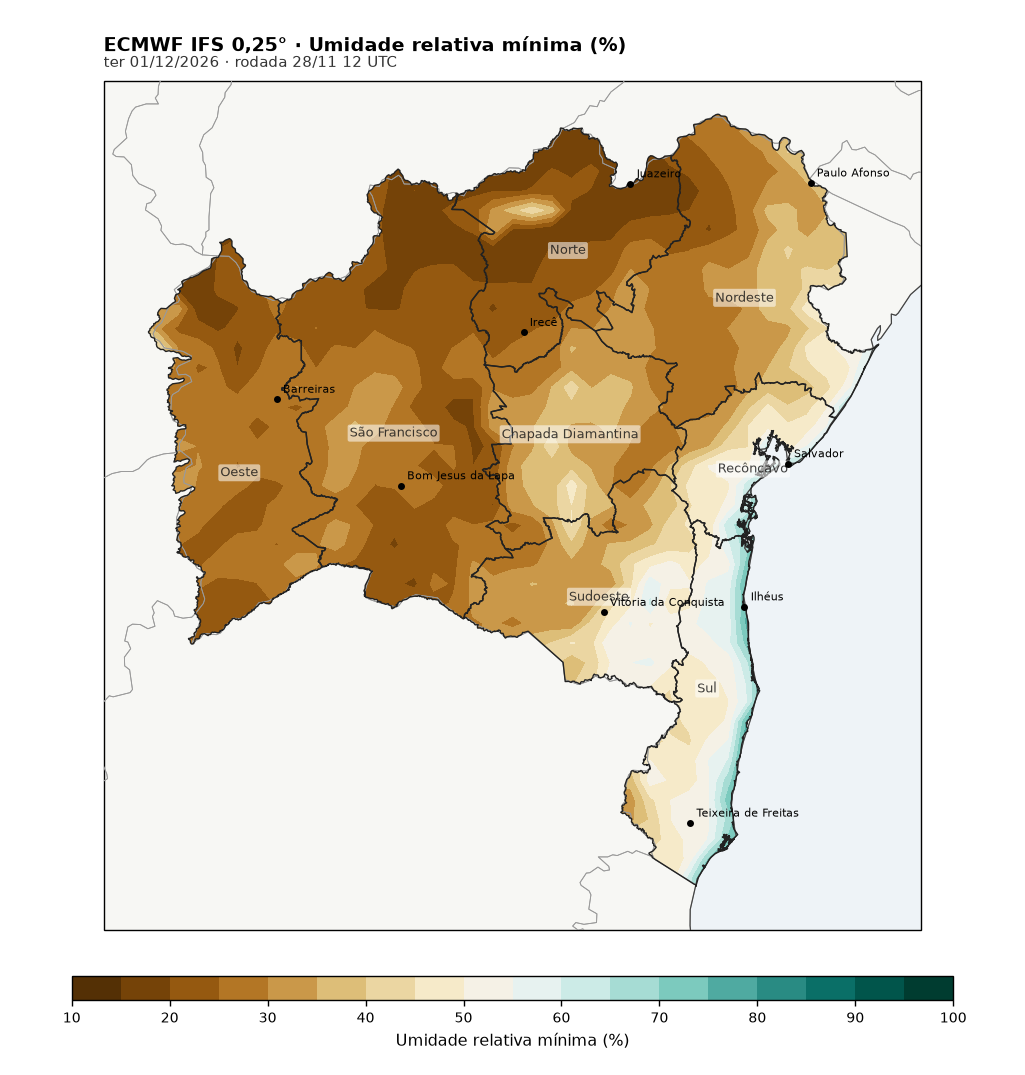 ECMWF IFS 0,25° · Umidade relativa mínima (%)
ter 01/12/2026 · rodada 28/11 12 UTC
Juazeiro
Paulo Afonso
Norte
Nordeste
Irecê
Barreiras
São Francisco
Chapada Diamantina
Salvador
Recôncavo
Oeste
Bom Jesus da Lapa
Sudoeste
Vitória da Conquista
Ilhéus
Sul
Teixeira de Freitas
10 20 30 40 50 60 70 80 90 100
Umidade relativa mínima (%)